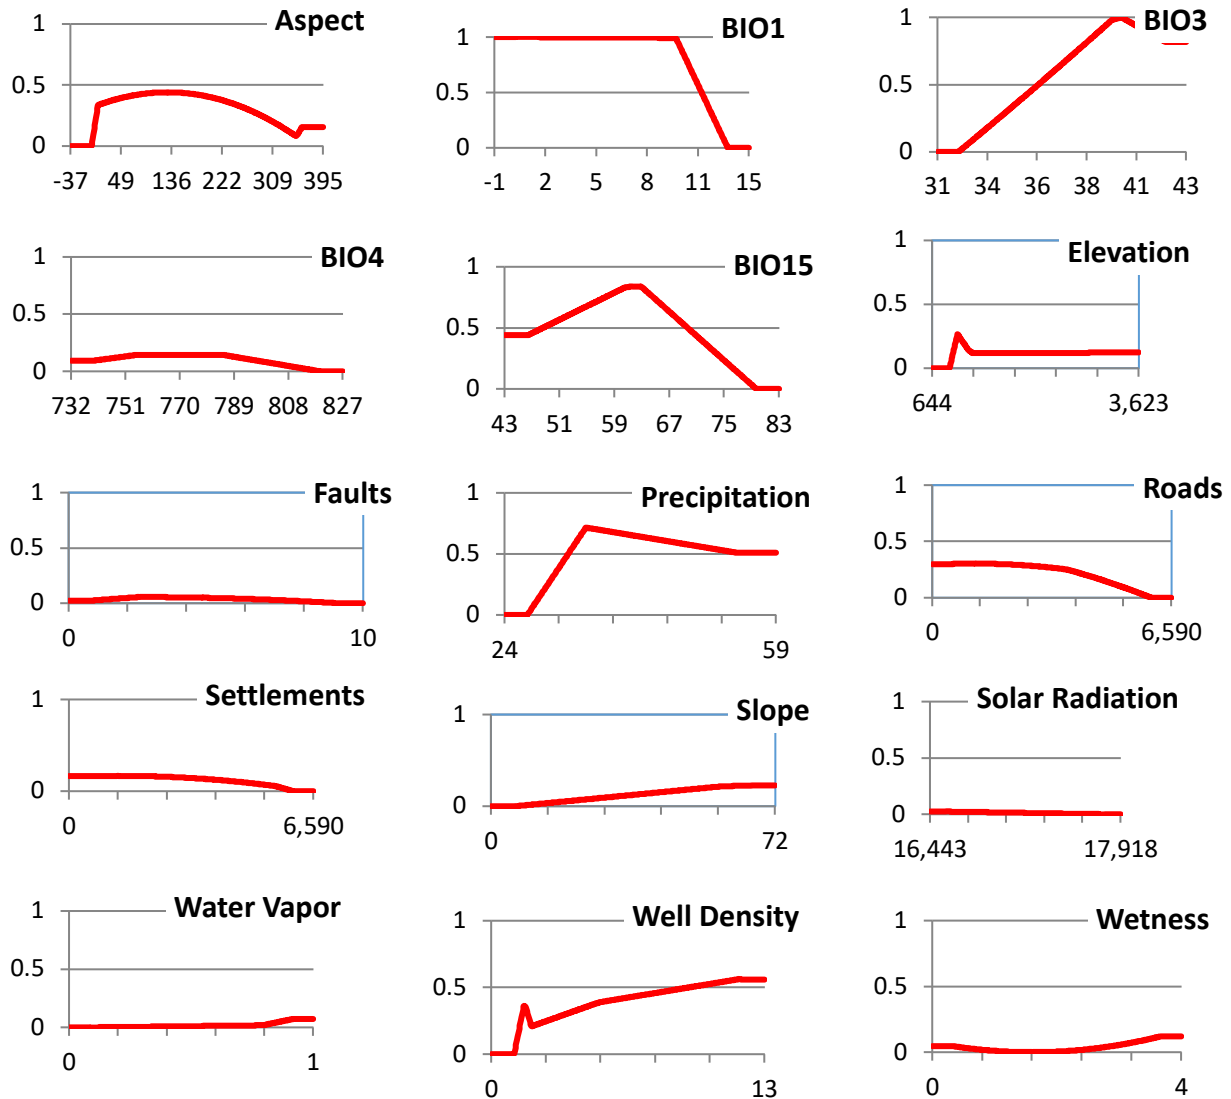 Aspect
1
0.5
0
-37 49 136 222 309 395
BIO1
1
0.5
0
-1 2 5 8 11 15
BIO3
1
0.5
0
31 34 36 38 41 43
BIO4
1
0.5
0
732 751 770 789 808 827
BIO15
1
0.5
0
43 51 59 67 75 83
Elevation
1
0.5
0
644 3,623
Faults
1
0.5
0
0 10
Precipitation
1
0.5
0
24 59
Roads
1
0.5
0
0 6,590
Settlements
1
0
0 6,590
Slope
1
0
0 72
Solar Radiation
1
0.5
0
16,443 17,918
Water Vapor
1
0.5
0
0 1
Well Density
1
0.5
0
0 13
Wetness
1
0.5
0
0 4